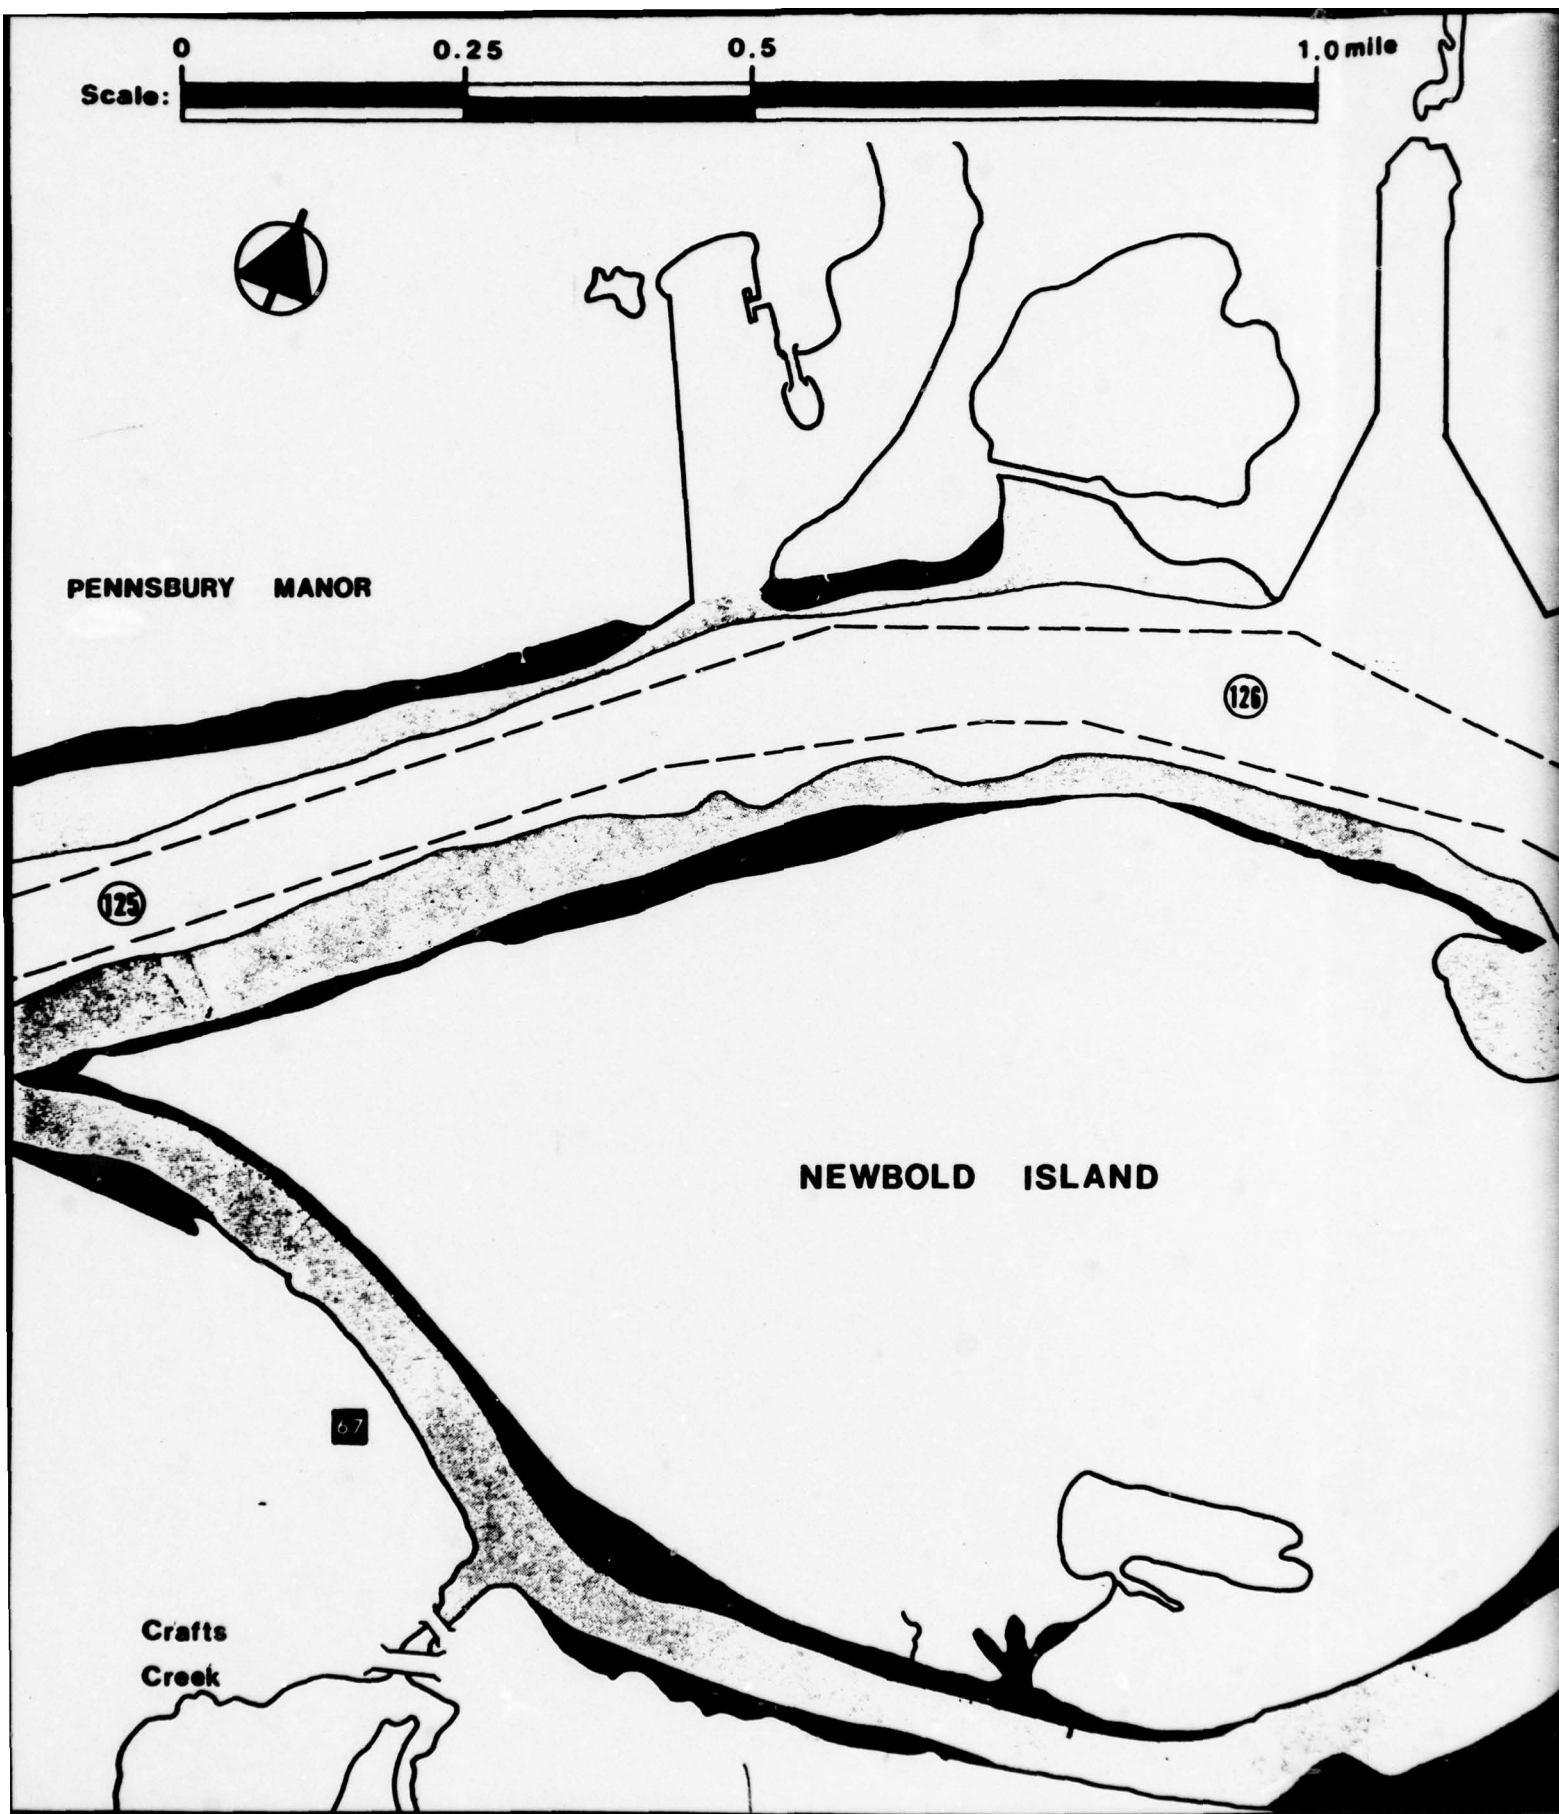 0 0.25 0.5 1.0 mile
Scale:
PENNSBURY MANOR
126
125
NEWBOLD ISLAND
67
Crafts
Creek